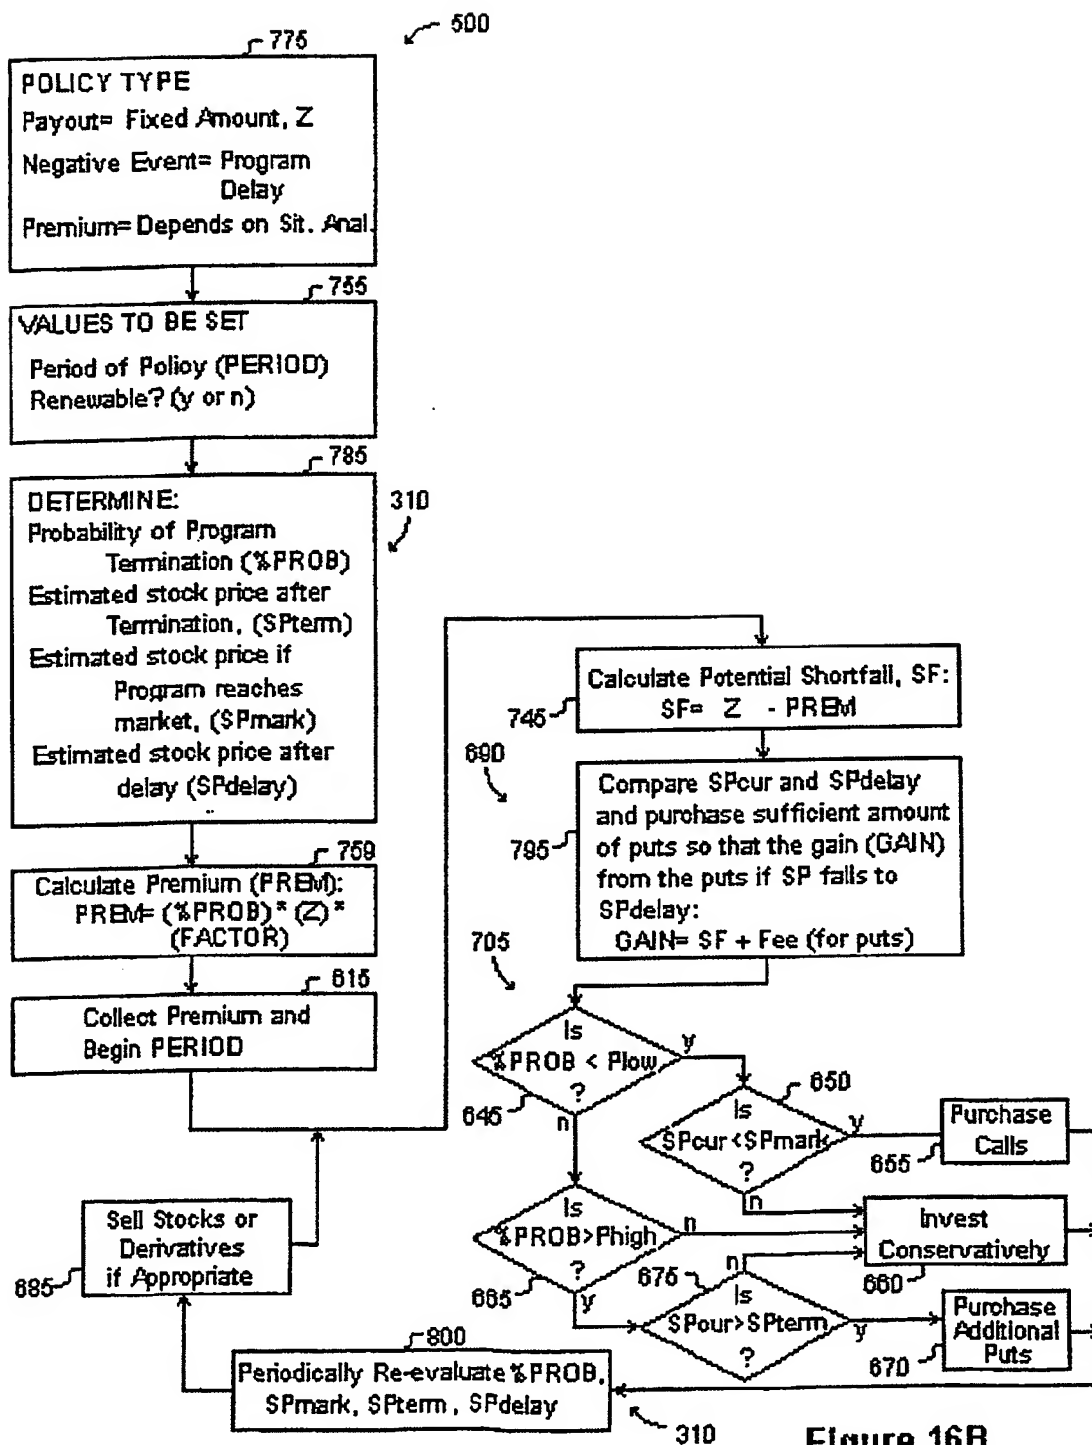 500
775
POLICY TYPE
Payout= Fixed Amount, Z
Negative Event= Program
Delay
Premium= Depends on Sit. Anal.
755
VALUES TO BE SET
Period of Policy (PERIOD)
Renewable? (y or n)
785
310
DETERMINE:
Probability of Program
Termination (%PROB)
Estimated stock price after
Termination, (SPterm)
Estimated stock price if
Program reaches
market, (SPmark)
Estimated stock price after
delay (SPdelay)
759
Calculate Premium (PREM):
PREM= (%PROB)* (Z)*
(FACTOR)
615
Collect Premium and
Begin PERIOD
745
Calculate Potential Shortfall, SF:
SF= Z - PREM
690
795
Compare SPcur and SPdelay
and purchase sufficient amount
of puts so that the gain (GAIN)
from the puts if SP falls to
SPdelay:
GAIN= SF + Fee (for puts)
705
Is
%PROB < Plow
?
y
n
645
650
Is
SPcur<SPmark
?
y
n
655
Purchase
Calls
Is
%PROB>Phigh
?
n
y
665
Invest
Conservatively
660
675
n
Is
SPcur>SPterm
?
y
670
Purchase
Additional
Puts
Sell Stocks or
Derivatives
if Appropriate
685
800
Periodically Re-evaluate %PROB,
SPmark, SPterm, SPdelay
310
Figure 16B